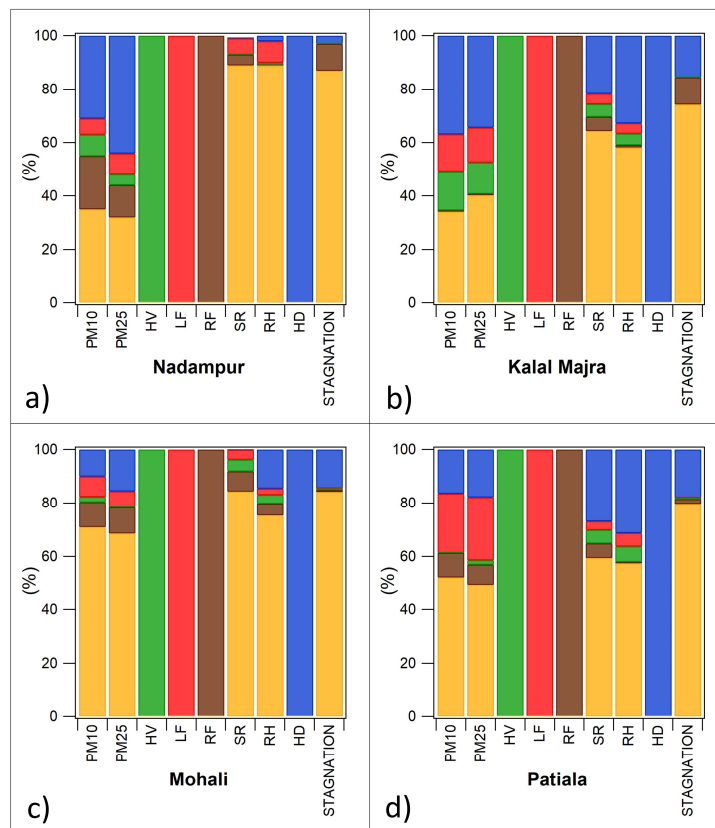 100
80
60
40
20
0
(%)
PM10
PM25
HV
LF
RF
SR
RH
HD
STAGNATION
Nadampur
a)
100
80
60
40
20
0
(%)
PM10
PM25
HV
LF
RF
SR
RH
HD
STAGNATION
Kalal Majra
b)
100
80
60
40
20
0
(%)
PM10
PM25
HV
LF
RF
SR
RH
HD
STAGNATION
Mohali
c)
100
80
60
40
20
0
(%)
PM10
PM25
HV
LF
RF
SR
RH
HD
STAGNATION
Patiala
d)